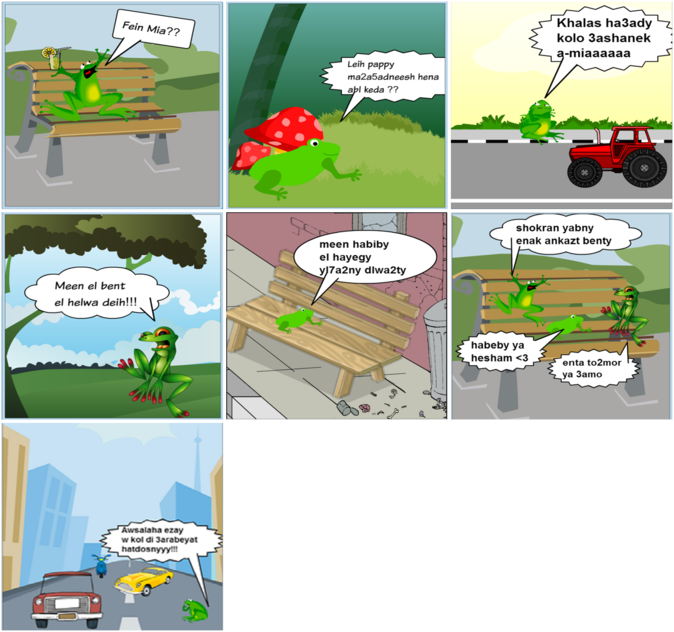 Fein Mia??
Leih pappy
ma2a5adneesh hena
abl keda ??
Khalas ha3ady
kolo 3ashanek
a-miaaaaaa
Meen el bent
el helwa deih!!!
meen habiby
el hayegy
yl7a2ny dlwa2ty
shokran yabny
enak ankazt benty
habeby ya
hesham <3
enta to2mor
ya 3amo
Awsalaha ezay
w kol di 3arabeyat
hatdosnyyy!!!